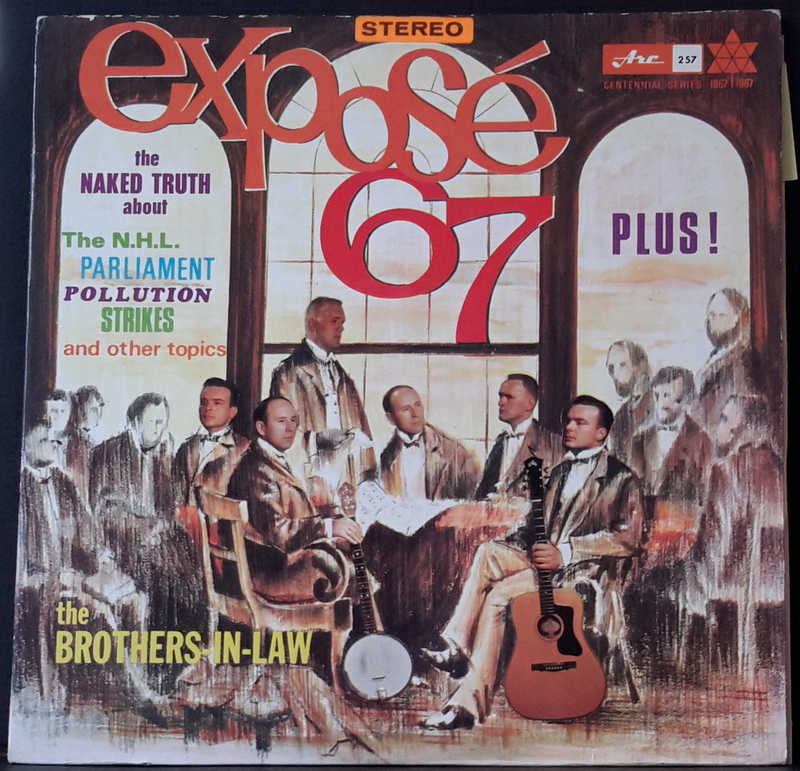 STEREO
exposé
67
Arc 257
CENTENNIAL SERIES 1867 1967
the
NAKED TRUTH
about
The N.H.L.
PARLIAMENT
POLLUTION
STRIKES
and other topics
PLUS!
the
BROTHERS-IN-LAW